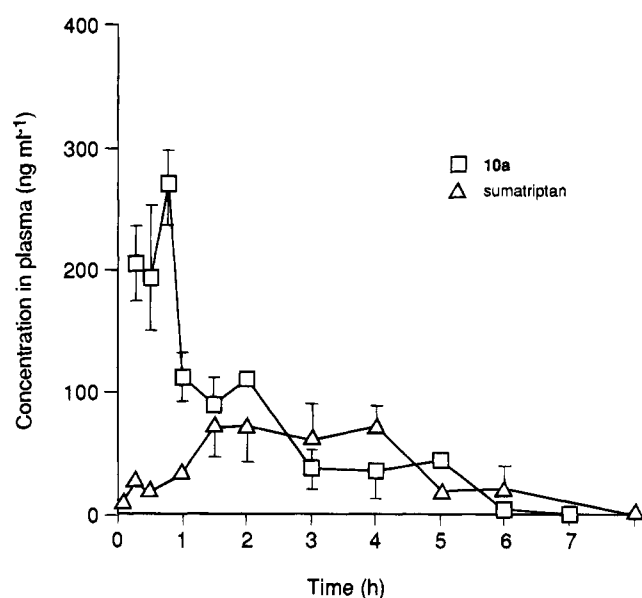 400
300
200
100
0
Concentration in plasma (ng ml⁻¹)
10a
sumatriptan
0 1 2 3 4 5 6 7
Time (h)